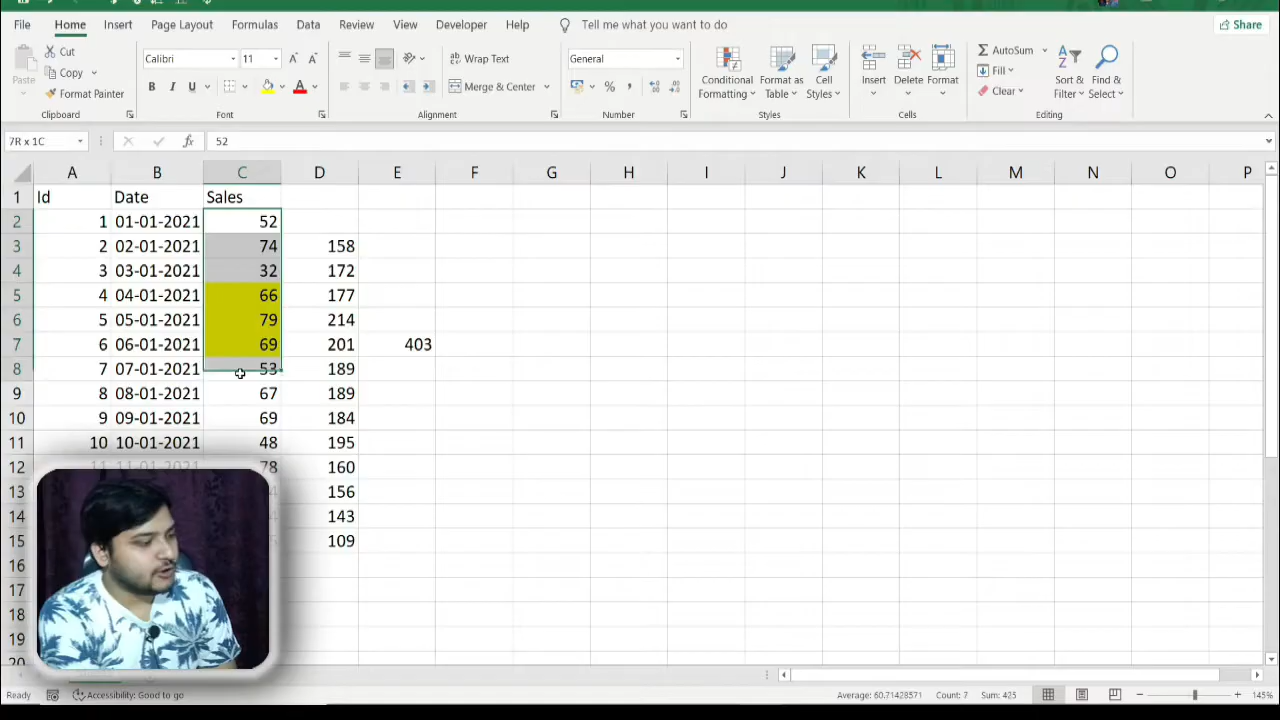 File Home Insert Page Layout Formulas Data Review View Developer Help Tell me what you want to do Share
Paste Cut Copy Format Painter
Clipboard
Calibri 11
B I U
Font
Wrap Text
Merge & Center
Alignment
General
%
Number
Conditional Formatting Format as Table Cell Styles
Styles
Insert Delete Format
Cells
AutoSum
Fill
Clear
Sort & Filter Find & Select
Editing
7R x 1C fx 52
A B C D E F G H I J K L M N O P
1 Id Date Sales
2 1 01-01-2021 52
3 2 02-01-2021 74 158
4 3 03-01-2021 32 172
5 4 04-01-2021 66 177
6 5 05-01-2021 79 214
7 6 06-01-2021 69 201 403
8 7 07-01-2021 53 189
9 8 08-01-2021 67 189
10 9 09-01-2021 69 184
11 10 10-01-2021 48 195
12 11 11-01-2021 78 160
13 156
14 143
15 109
16
17
18
19
20
Ready Accessibility: Good to go Average: 60.71428571 Count: 7 Sum: 425 145%